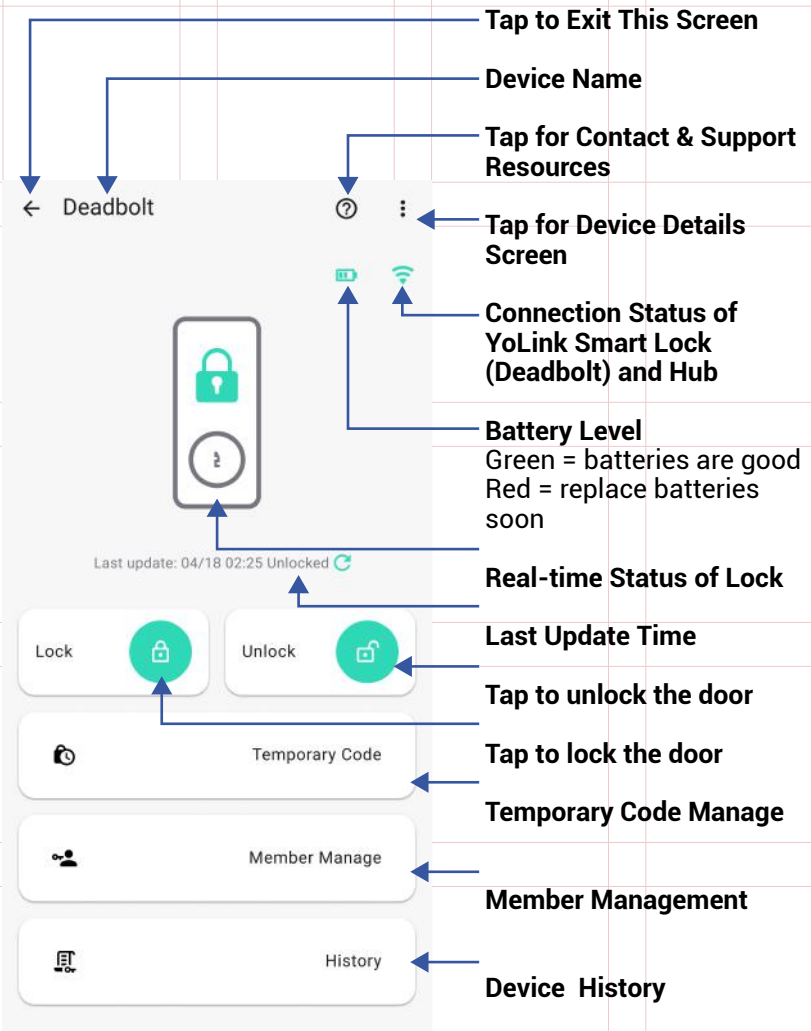 Tap to Exit This Screen
Device Name
Tap for Contact & Support
Resources
Deadbolt
Tap for Device Details
Screen
Connection Status of
YoLink Smart Lock
(Deadbolt) and Hub
Battery Level
Green = batteries are good
Red = replace batteries
soon
Last update: 04/18 02:25 Unlocked
Real-time Status of Lock
Last Update Time
Lock
Unlock
Tap to unlock the door
Tap to lock the door
Temporary Code
Temporary Code Manage
Member Manage
Member Management
History
Device History